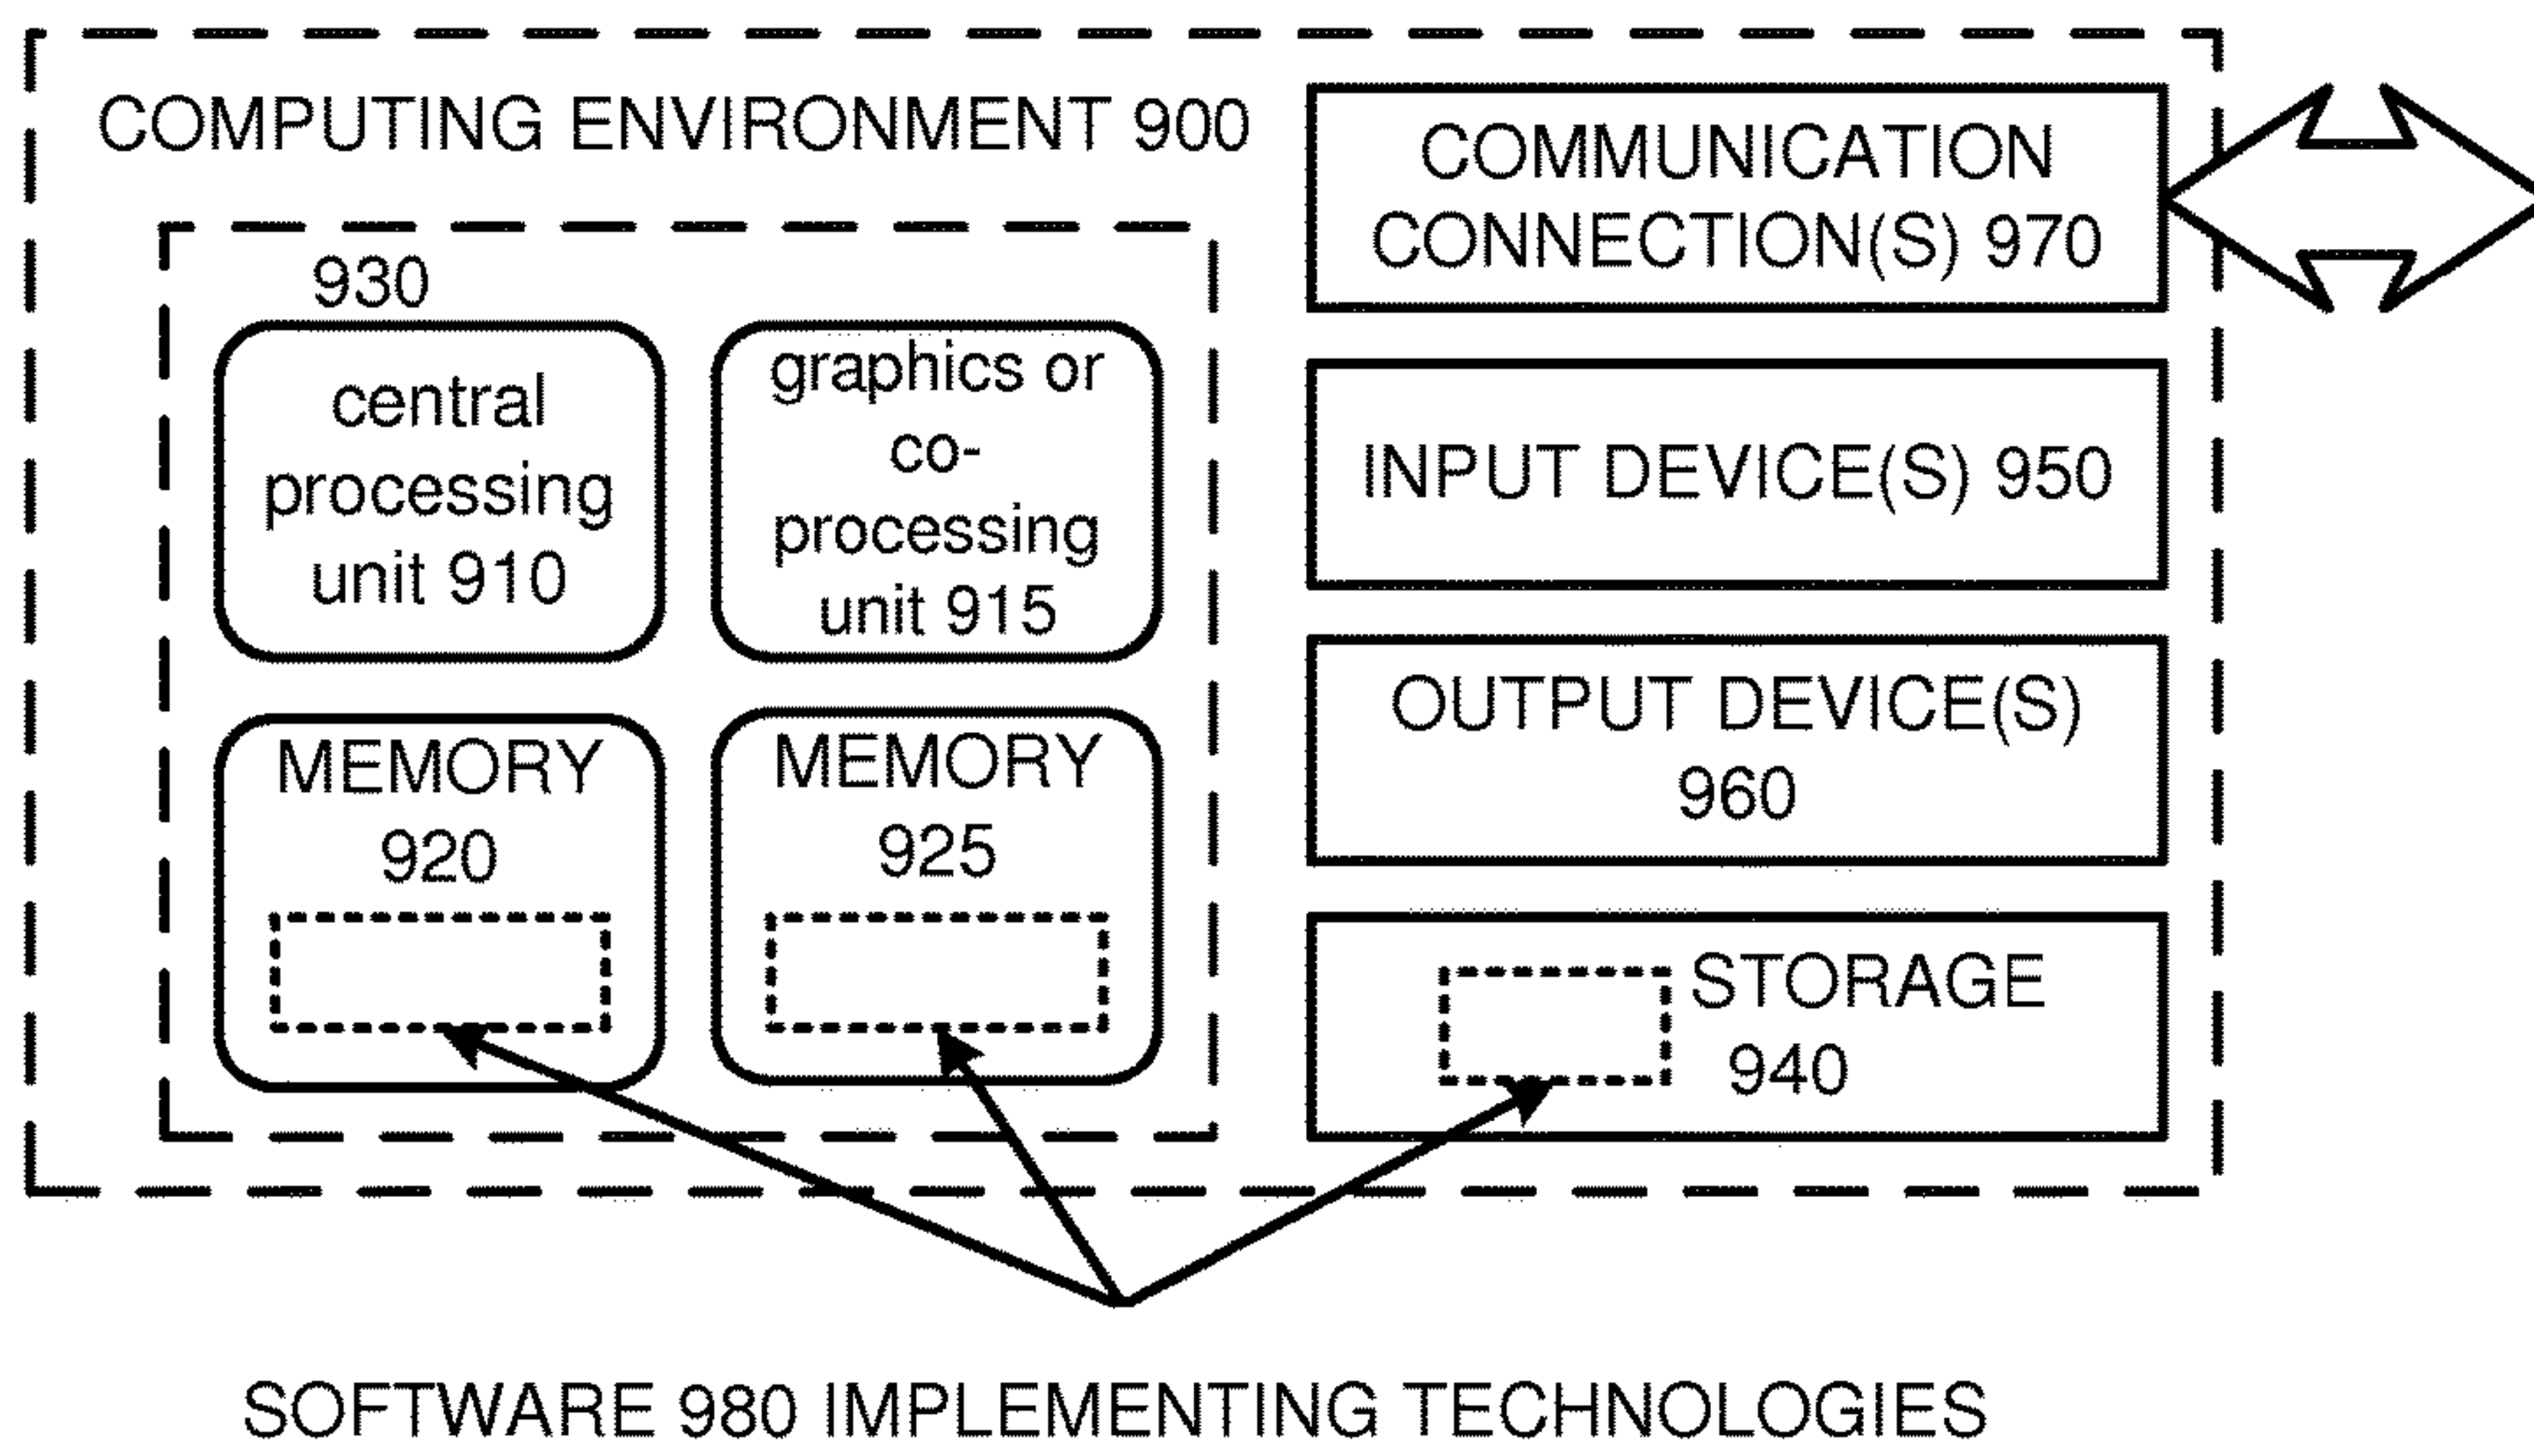 COMPUTING ENVIRONMENT 900
930
central
processing
unit 910
graphics or
co-
processing
unit 915
MEMORY
920
MEMORY
925
COMMUNICATION
CONNECTION(S) 970
INPUT DEVICE(S) 950
OUTPUT DEVICE(S)
960
STORAGE
940
SOFTWARE 980 IMPLEMENTING TECHNOLOGIES